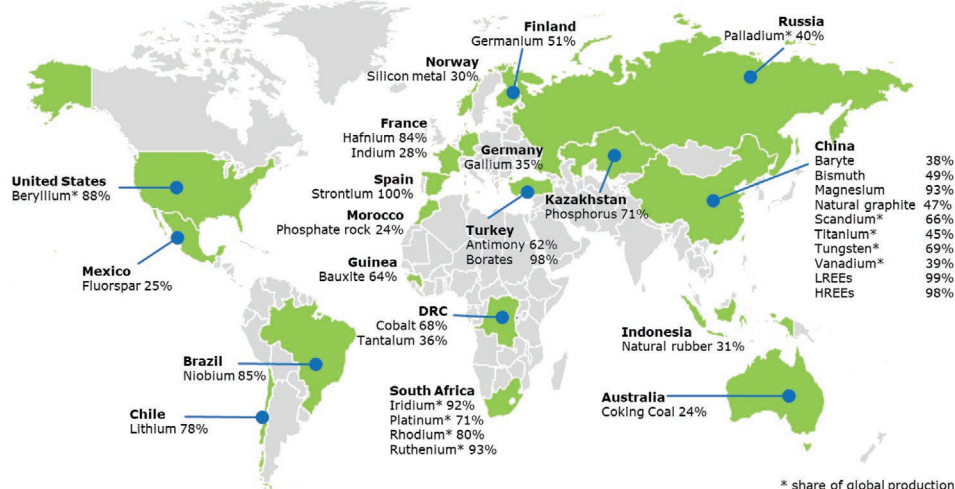 Finland
Germanium 51%
Russia
Palladium* 40%
Norway
Silicon metal 30%
France
Hafnium 84%
Indium 28%
Germany
Gallium 35%
China
Baryte 38%
Bismuth 49%
Magnesium 93%
Natural graphite 47%
Scandium* 66%
Titanium* 45%
Tungsten* 69%
Vanadium* 39%
LREEs 99%
HREEs 98%
United States
Beryllium* 88%
Spain
Strontium 100%
Kazakhstan
Phosphorus 71%
Morocco
Phosphate rock 24%
Turkey
Antimony 62%
Borates 98%
Mexico
Fluorspar 25%
Guinea
Bauxite 64%
DRC
Cobalt 68%
Tantalum 36%
Indonesia
Natural rubber 31%
Brazil
Niobium 85%
South Africa
Iridium* 92%
Platinum* 71%
Rhodium* 80%
Ruthenium* 93%
Australia
Coking Coal 24%
Chile
Lithium 78%
* share of global production